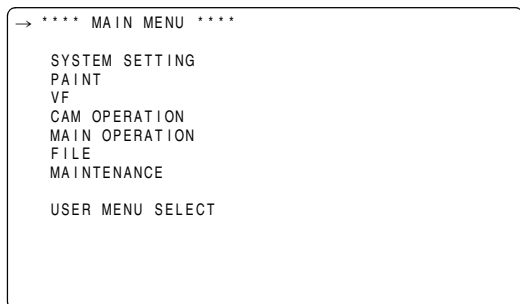 → **** MAIN MENU ****
SYSTEM SETTING
PAINT
VF
CAM OPERATION
MAIN OPERATION
FILE
MAINTENANCE
USER MENU SELECT